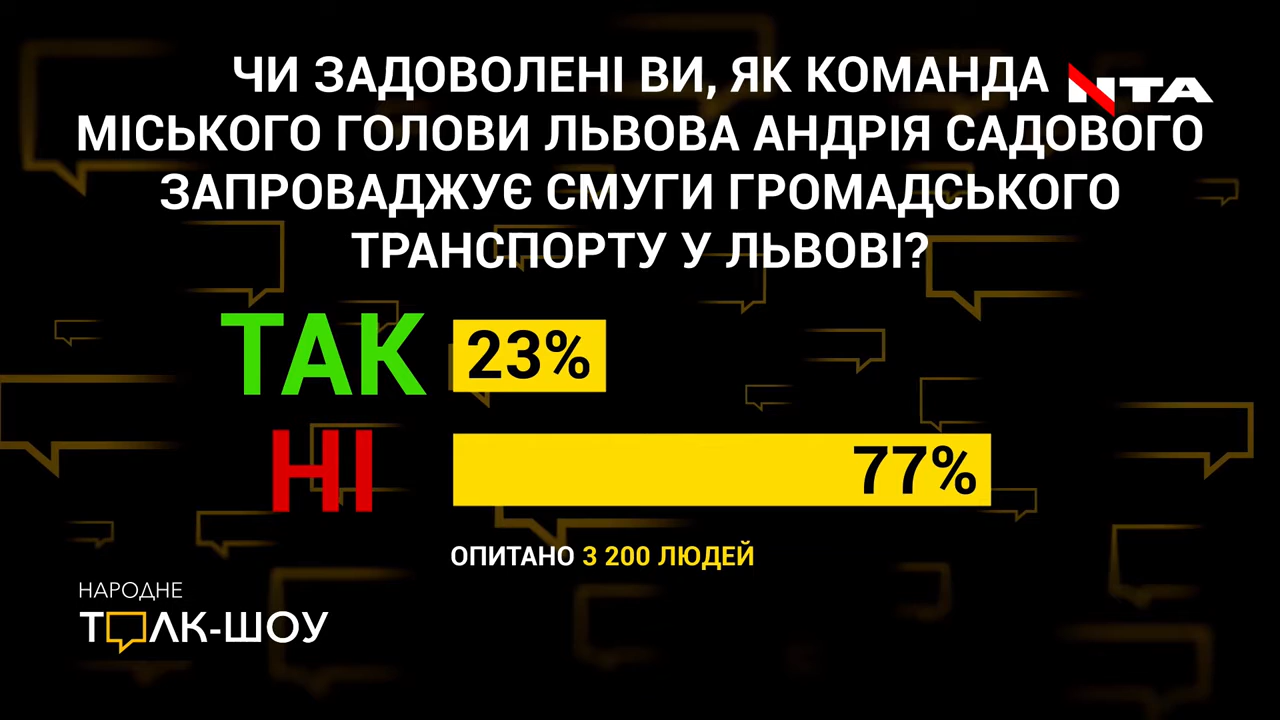 ЧИ ЗАДОВОЛЕНІ ВИ, ЯК КОМАНДА
NTA
МІСЬКОГО ГОЛОВИ ЛЬВОВА АНДРІЯ САДОВОГО
ЗАПРОВАДЖУЄ СМУГИ ГРОМАДСЬКОГО
ТРАНСПОРТУ У ЛЬВОВІ?
ТАК 23%
НІ 77%
ОПИТАНО 3 200 ЛЮДЕЙ
НАРОДНЕ
ТОЛК-ШОУ